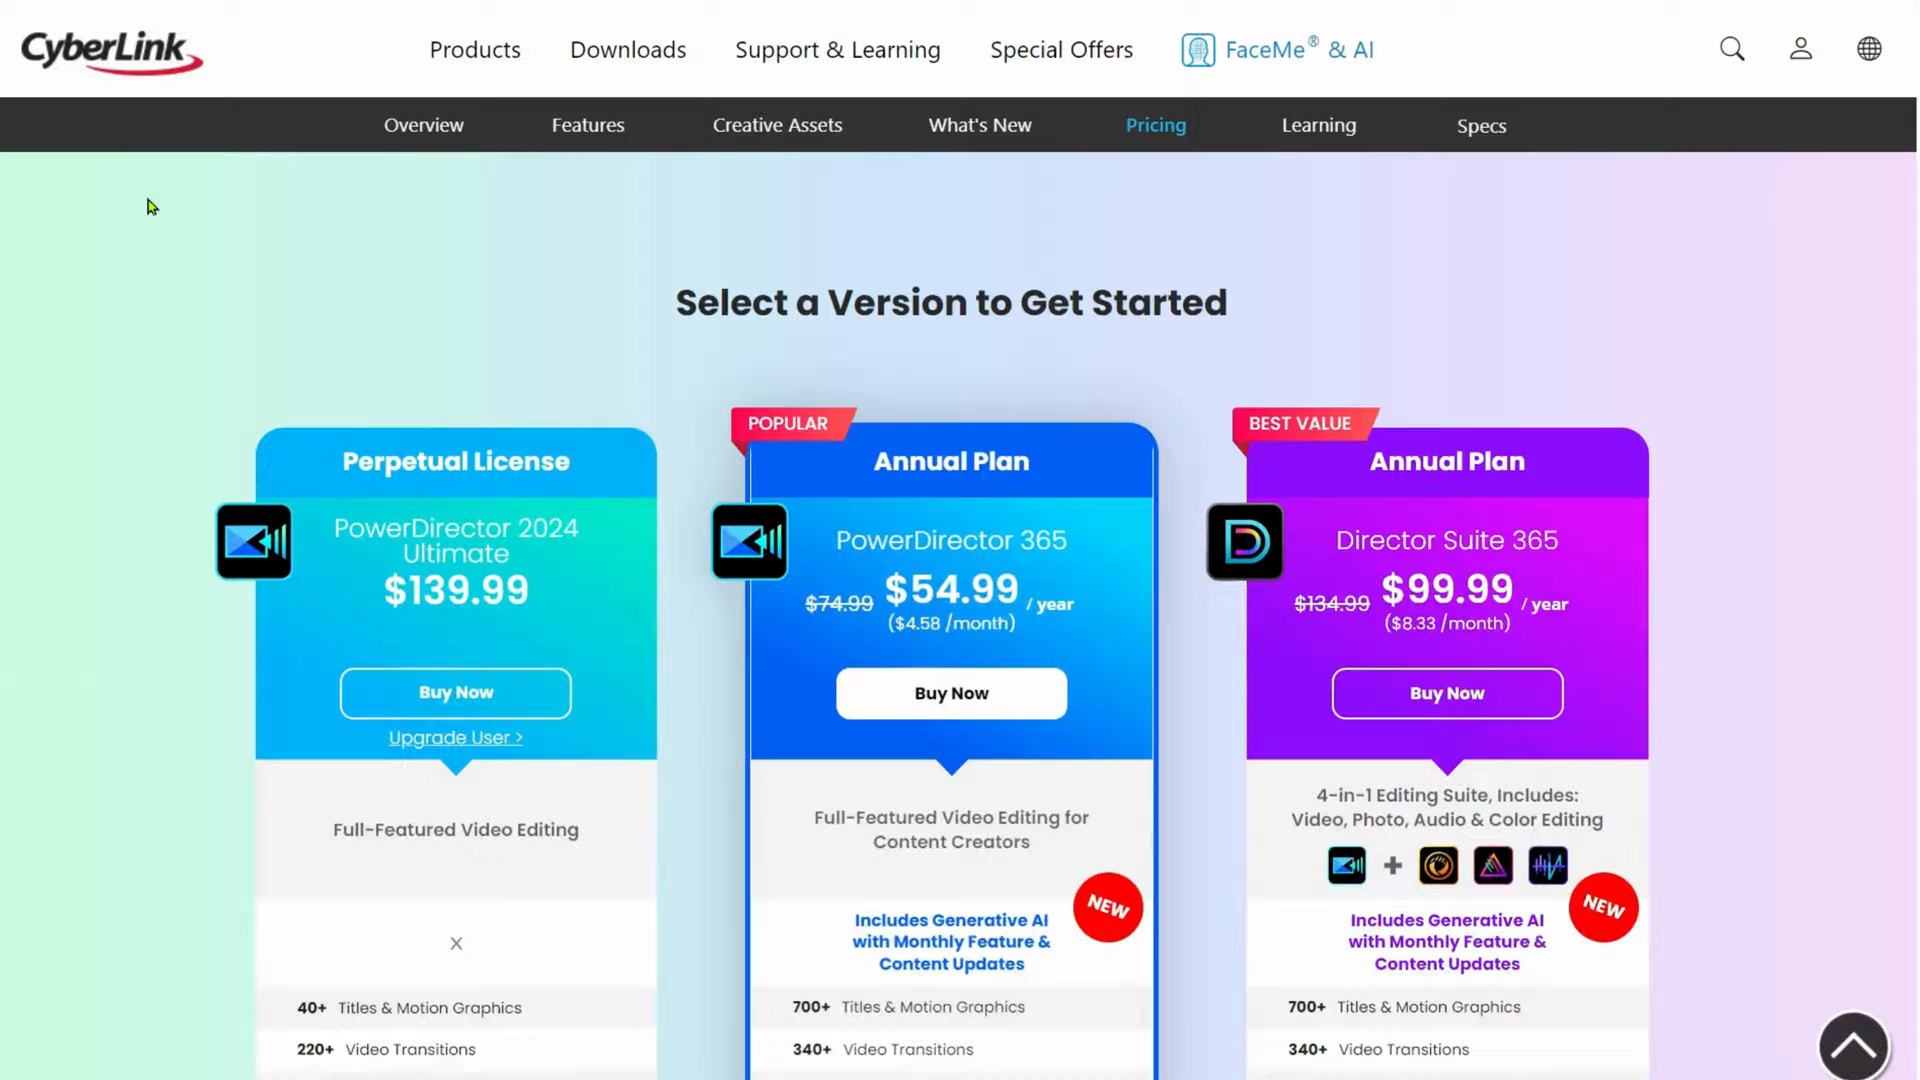 CyberLink
Products Downloads Support & Learning Special Offers FaceMe® & AI
Overview Features Creative Assets What's New Pricing Learning Specs
Select a Version to Get Started
Perpetual License
PowerDirector 2024
Ultimate
$139.99
Buy Now
Upgrade User >
Full-Featured Video Editing
X
40+ Titles & Motion Graphics
220+ Video Transitions
POPULAR
Annual Plan
PowerDirector 365
$74.99 $54.99 / year
($4.58 /month)
Buy Now
Full-Featured Video Editing for
Content Creators
NEW
Includes Generative AI
with Monthly Feature &
Content Updates
700+ Titles & Motion Graphics
340+ Video Transitions
BEST VALUE
Annual Plan
Director Suite 365
$134.99 $99.99 / year
($8.33 /month)
Buy Now
4-in-1 Editing Suite, Includes:
Video, Photo, Audio & Color Editing
+
NEW
Includes Generative AI
with Monthly Feature &
Content Updates
700+ Titles & Motion Graphics
340+ Video Transitions